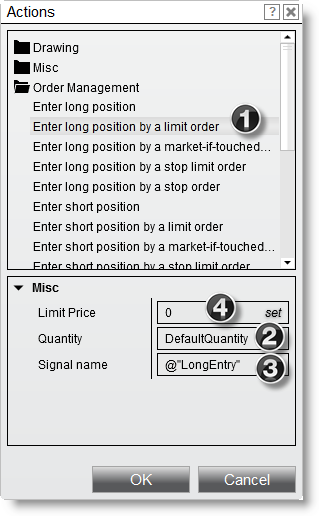 Actions
?
Drawing
Misc
Order Management
Enter long position
Enter long position by a limit order
1
Enter long position by a market-if-touched...
Enter long position by a stop limit order
Enter long position by a stop order
Enter short position
Enter short position by a limit order
Enter short position by a market-if-touched...
Enter short position by a stop limit order
Misc
Limit Price 0 4 set
Quantity DefaultQuantity 2
Signal name @"LongEntry" 3
OK Cancel